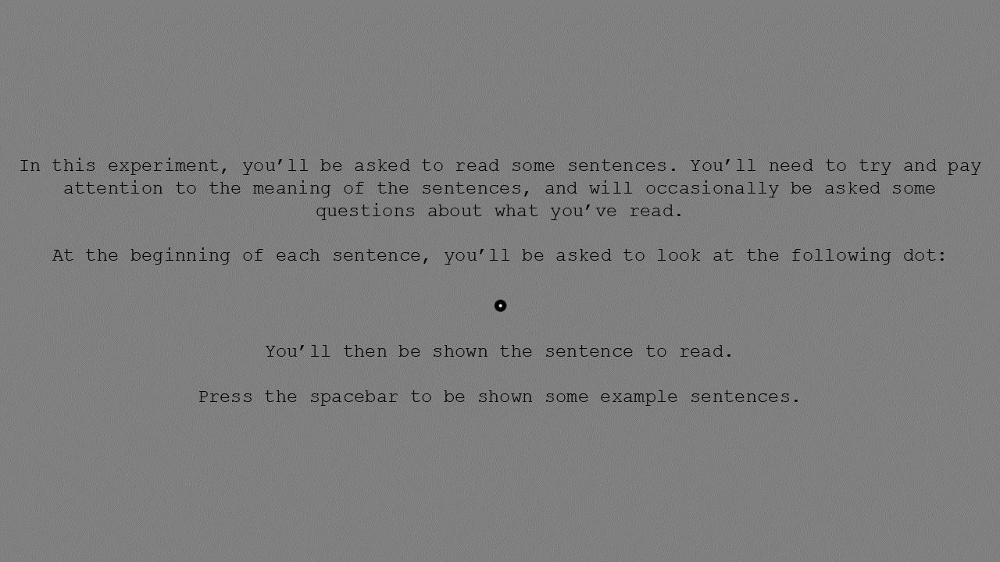 In this experiment, you’ll be asked to read some sentences. You’ll need to try and pay
attention to the meaning of the sentences, and will occasionally be asked some
questions about what you’ve read.
At the beginning of each sentence, you’ll be asked to look at the following dot:
You’ll then be shown the sentence to read.
Press the spacebar to be shown some example sentences.